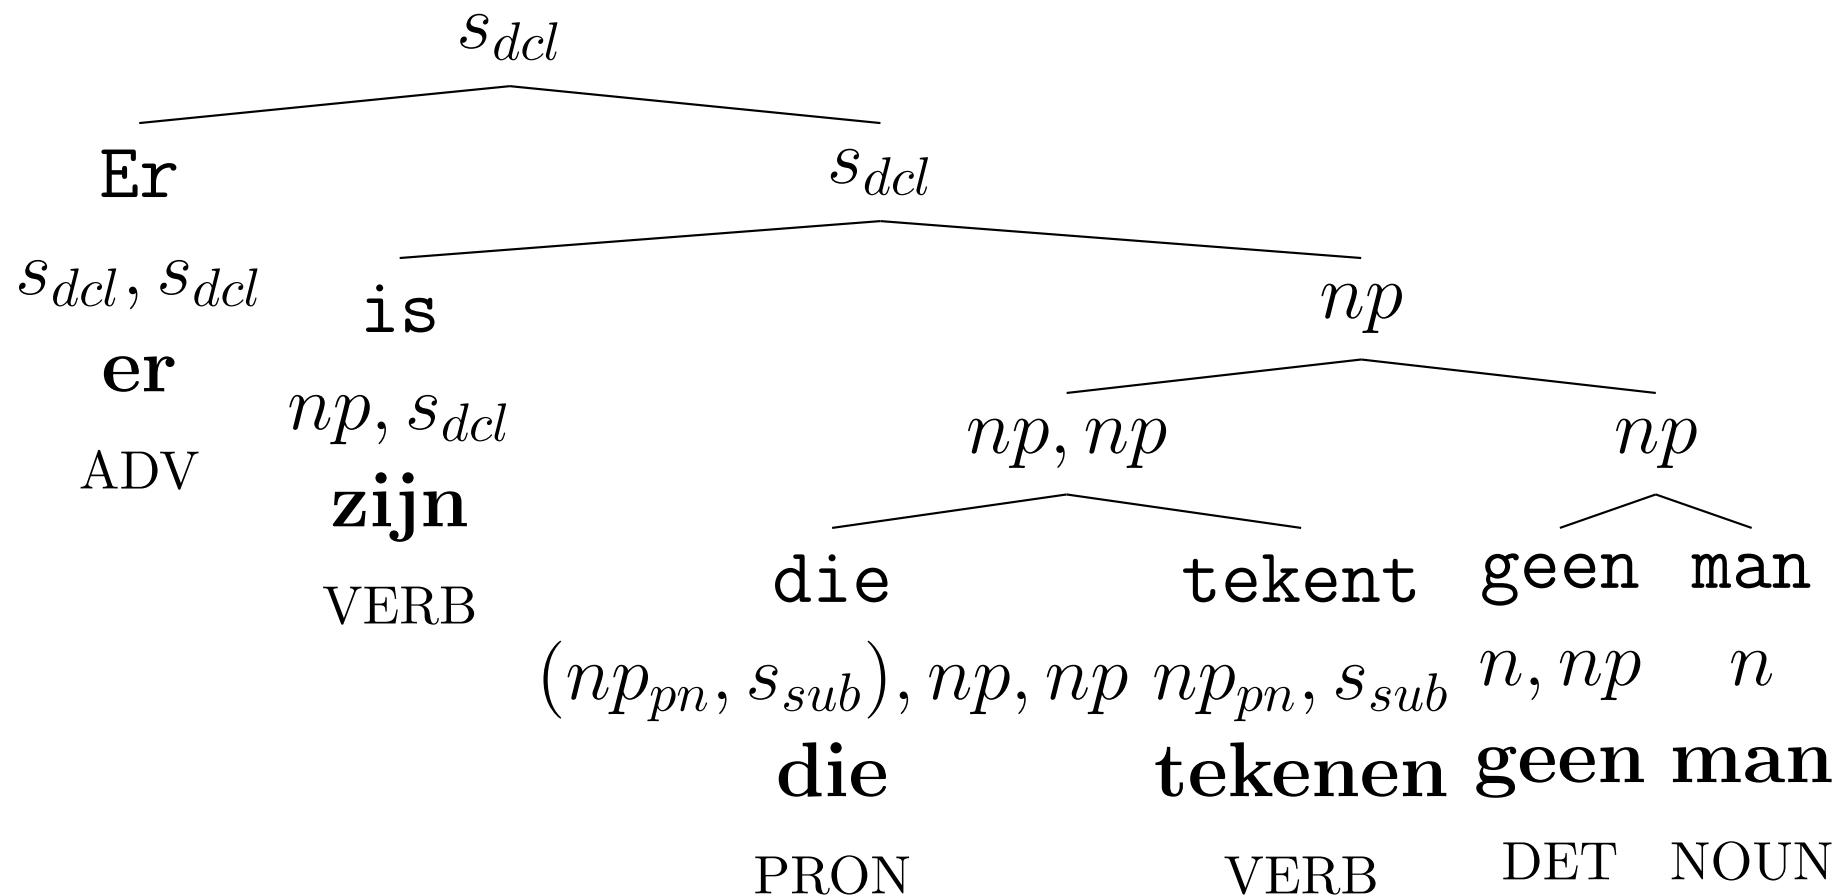 s_dcl
Er s_dcl
s_dcl, s_dcl is np
er np, s_dcl np, np np
ADV zijn die tekent geen man
VERB (np_pn, s_sub), np, np np_pn, s_sub n, np n
die tekenen geen man
PRON VERB DET NOUN